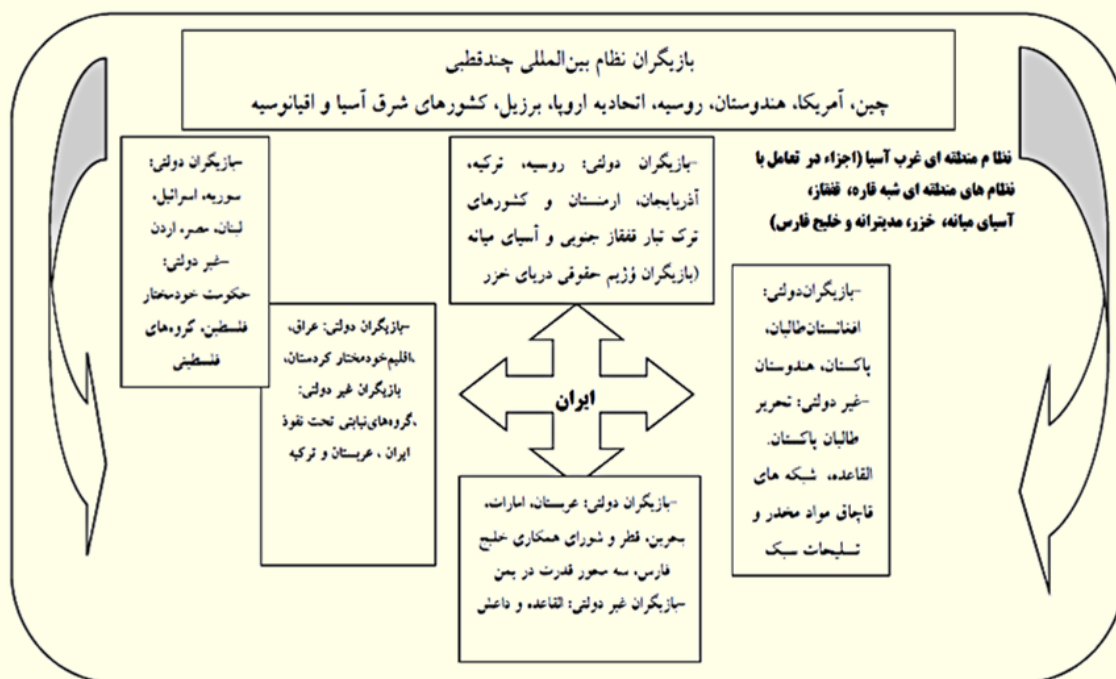 بازیگران نظام بین‌المللی چندقطبی
چین، آمریکا، هندوستان، روسیه، اتحادیه اروپا، برزیل، کشورهای شرق آسیا و اقیانوسیه
نظام منطقه ای غرب آسیا (اجزاء در تعامل با
نظام های منطقه ای شبه قاره، قفقاز،
آسیای میانه، خزر، مدیترانه و خلیج فارس)
-بازیگران دولتی: روسیه، ترکیه،
آذربایجان، ارمنستان و کشورهای
ترک تبار قفقاز جنوبی و آسیای میانه
(بازیگران وژیم حقوقی دریای خزر
-بازیگران دولتی:
سوریه، اسرائیل،
لبنان، مصر، اردن
-غیر دولتی:
حکومت خودمختار
فلسطین، گروه‌های
فلسطینی
-بازیگران‌دولتی:
افغانستان‌طالبان،
پاکستان، هندوستان
-غیر دولتی: تحریر
طالبان پاکستان.
القاعده، شبکه های
قاچاق مواد مخدر و
تسلیحات سبک
-بازیگران دولتی: عراق،
،اقلیم‌خودمختار کردستان،
بازیگران غیر دولتی:
،گروه‌های‌نیابتی تحت نفوذ
ایران ، عربستان و ترکیه
ایران
-بازیگران دولتی: عربستان، امارات،
بحرین، قطر و شورای همکاری خلیج
فارس، سه محور قدرت در یمن
-بازیگران غیر دولتی: القاعده و داعش